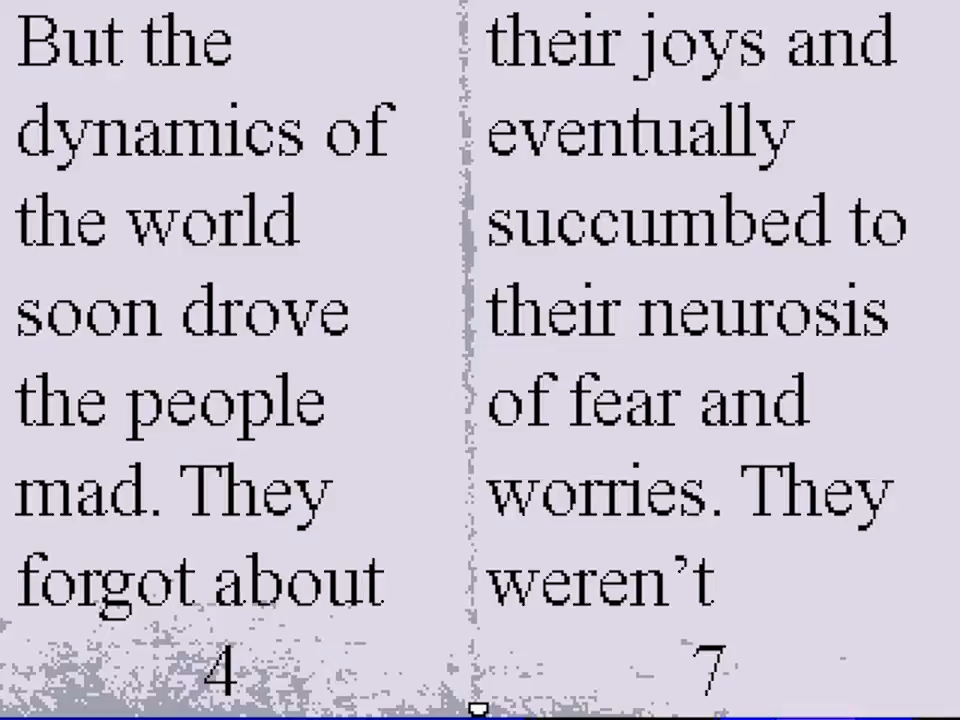 But the
dynamics of
the world
soon drove
the people
mad. They
forgot about
4
their joys and
eventually
succumbed to
their neurosis
of fear and
worries. They
weren’t
7